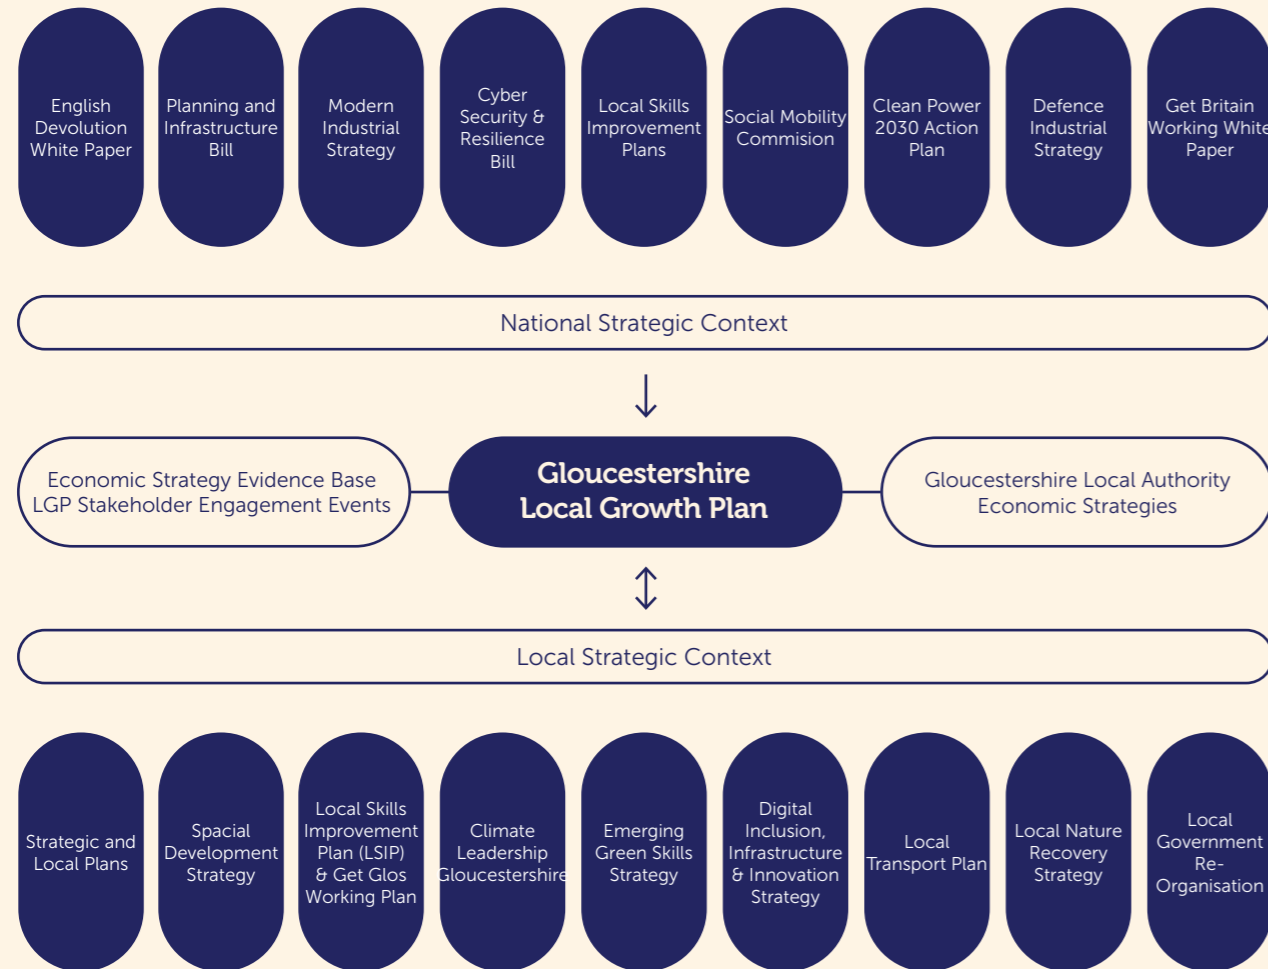 English
Devolution
White Paper
Planning and
Infrastructure
Bill
Modern
Industrial
Strategy
Cyber
Security &
Resilience
Bill
Local Skills
Improvement
Plans
Social Mobility
Commision
Clean Power
2030 Action
Plan
Defence
Industrial
Strategy
Get Britain
Working White
Paper
National Strategic Context
Economic Strategy Evidence Base
LGP Stakeholder Engagement Events
Gloucestershire
Local Growth Plan
Gloucestershire Local Authority
Economic Strategies
Local Strategic Context
Strategic and
Local Plans
Spacial
Development
Strategy
Local Skills
Improvement
Plan (LSIP)
& Get Glos
Working Plan
Climate
Leadership
Gloucestershire
Emerging
Green Skills
Strategy
Digital
Inclusion,
Infrastructure
& Innovation
Strategy
Local
Transport Plan
Local Nature
Recovery
Strategy
Local
Government
Re-
Organisation